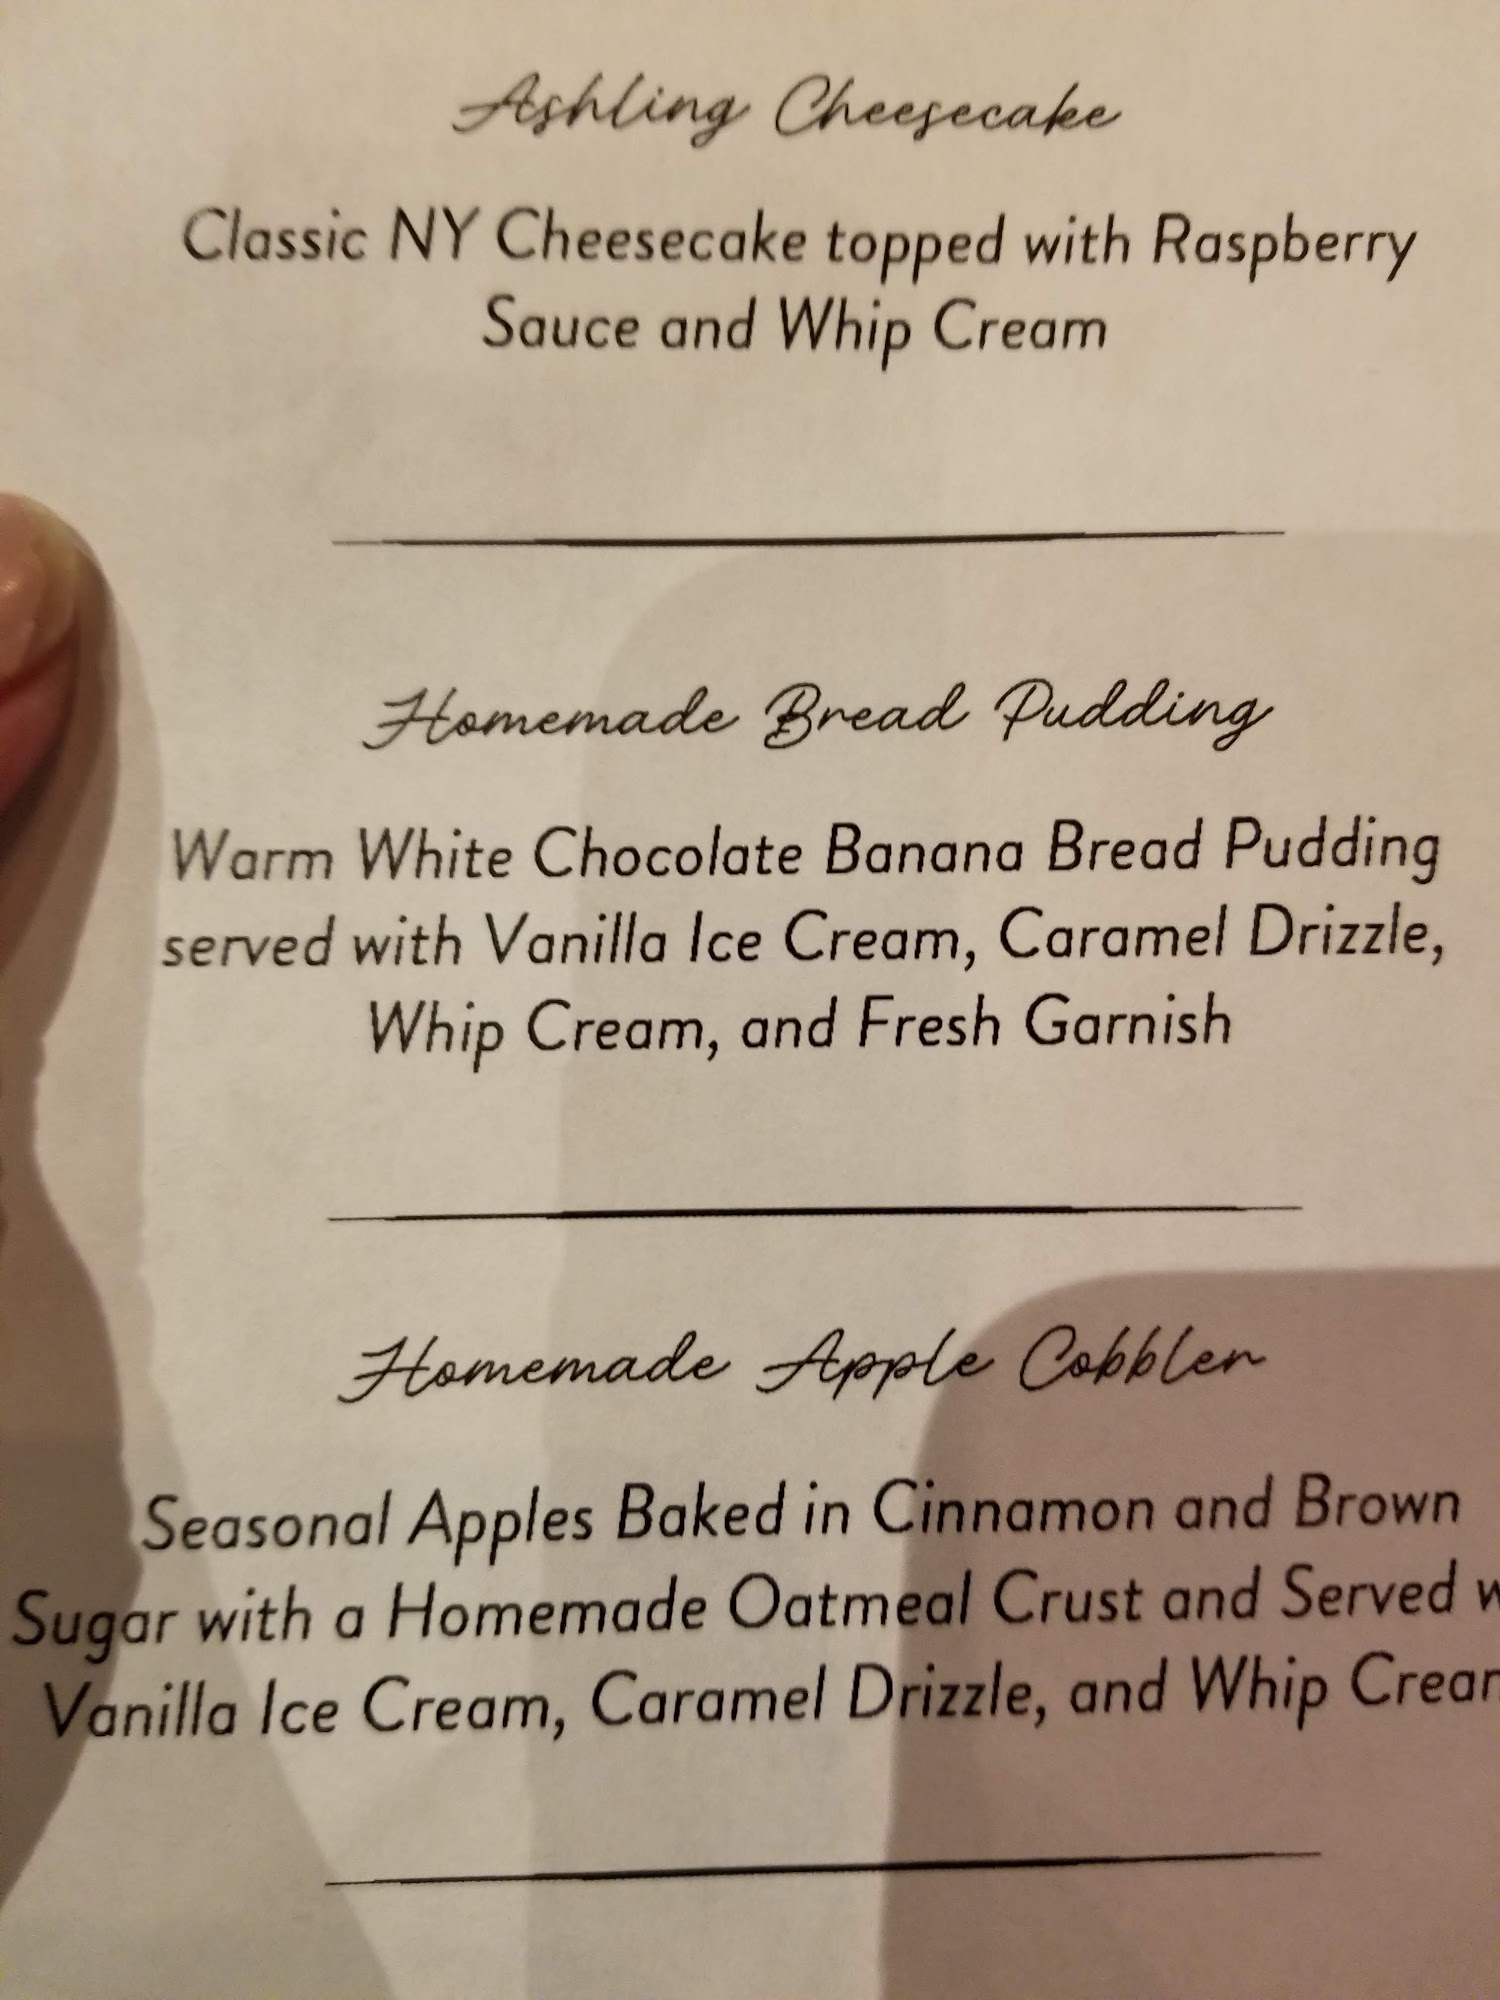 Ashling Cheesecake
Classic NY Cheesecake topped with Raspberry
Sauce and Whip Cream
Homemade Bread Pudding
Warm White Chocolate Banana Bread Pudding
served with Vanilla Ice Cream, Caramel Drizzle,
Whip Cream, and Fresh Garnish
Homemade Apple Cobbler
Seasonal Apples Baked in Cinnamon and Brown
Sugar with a Homemade Oatmeal Crust and Served
Vanilla Ice Cream, Caramel Drizzle, and Whip